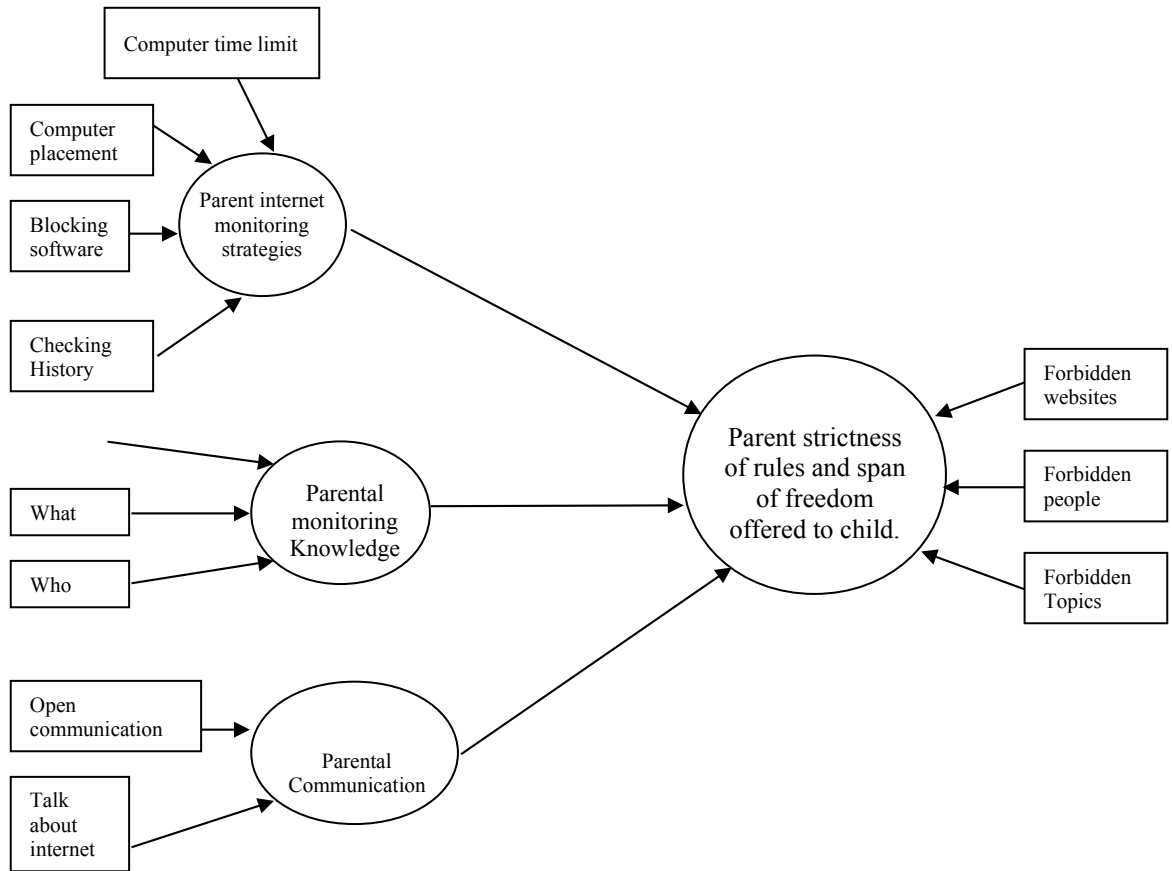 Computer time limit
Computer
placement
Parent internet
monitoring
strategies
Blocking
software
Checking
History
Parental
monitoring
Knowledge
What
Who
Open
communication
Parental
Communication
Talk
about
internet
Parent strictness
of rules and span
of freedom
offered to child.
Forbidden
websites
Forbidden
people
Forbidden
Topics